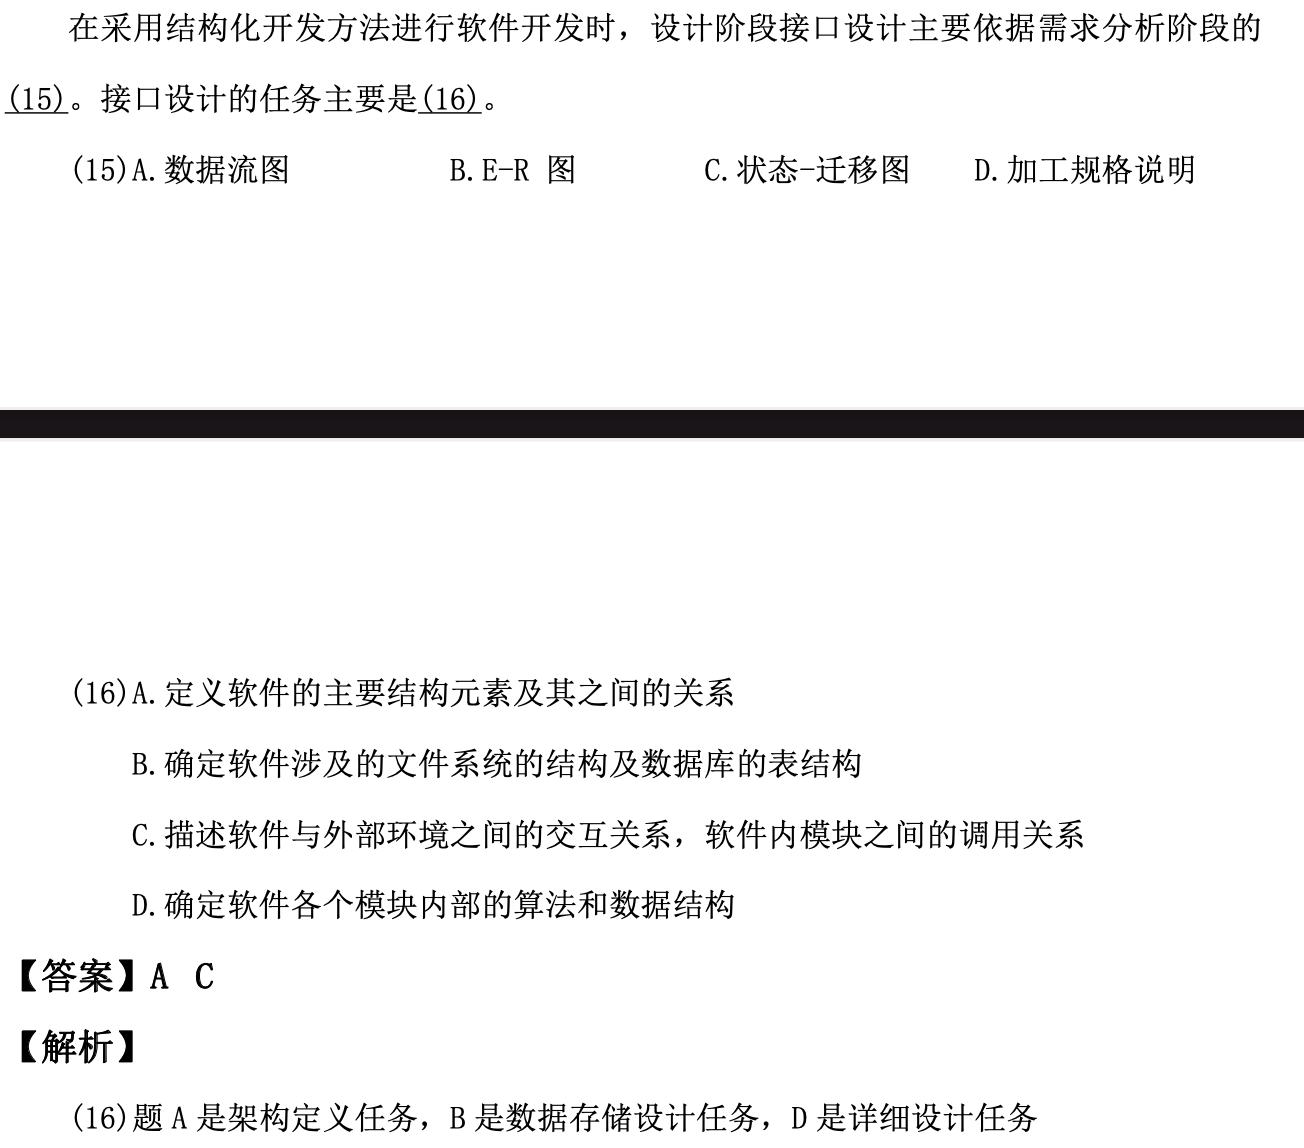 在采用结构化开发方法进行软件开发时，设计阶段接口设计主要依据需求分析阶段的
(15)。接口设计的任务主要是(16)。
(15)A.数据流图 B.E-R 图 C.状态-迁移图 D.加工规格说明
(16)A.定义软件的主要结构元素及其之间的关系
B.确定软件涉及的文件系统的结构及数据库的表结构
C.描述软件与外部环境之间的交互关系，软件内模块之间的调用关系
D.确定软件各个模块内部的算法和数据结构
【答案】A C
【解析】
(16)题 A 是架构定义任务，B 是数据存储设计任务，D 是详细设计任务